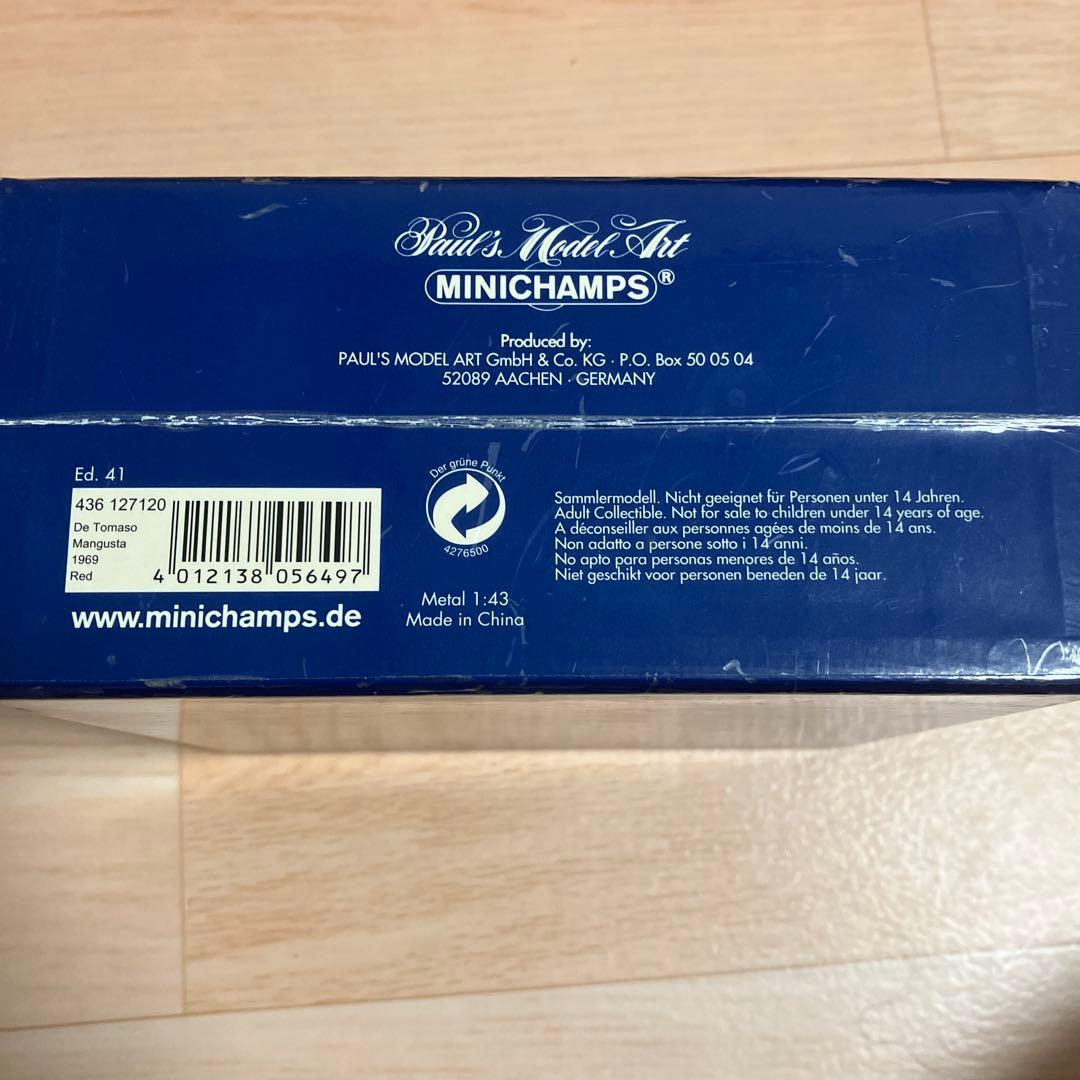 Paul's Model Art
MINICHAMPS®
Produced by:
PAUL'S MODEL ART GmbH & Co. KG · P.O. Box 50 05 04
52089 AACHEN · GERMANY
Ed. 41
436 127120
De Tomaso
Mangusta
1969
Red
4 012138 056497
www.minichamps.de
Der grüne Punkt
4276500
Metal 1:43
Made in China
Sammlermodell. Nicht geeignet für Personen unter 14 Jahren.
Adult Collectible. Not for sale to children under 14 years of age.
A déconseiller aux personnes agées de moins de 14 ans.
Non adatto a persone sotto i 14 anni.
No apto para personas menores de 14 años.
Niet geschikt voor personen beneden de 14 jaar.